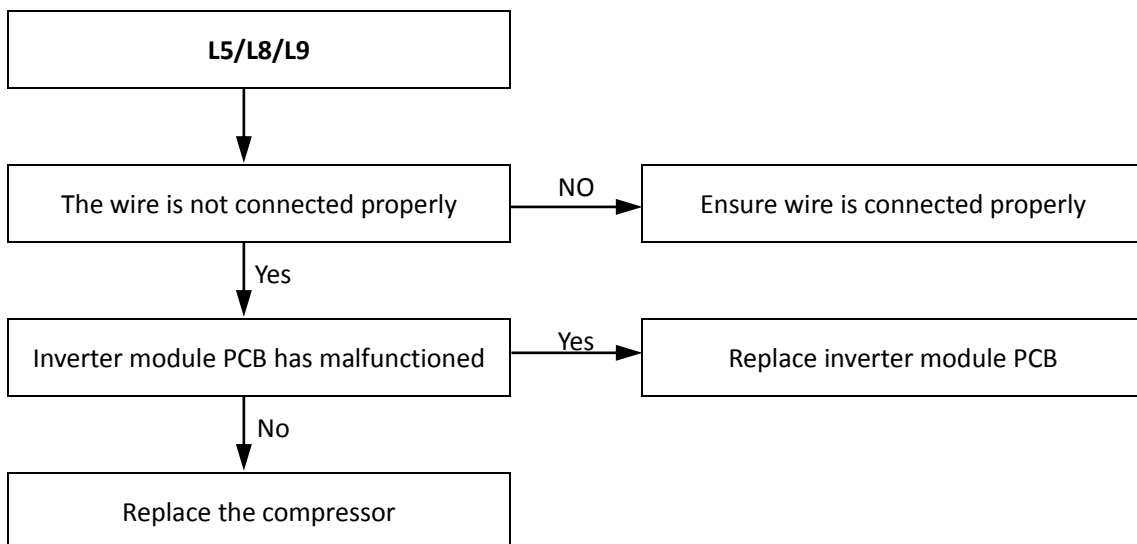 L5/L8/L9
The wire is not connected properly
NO
Ensure wire is connected properly
Yes
Inverter module PCB has malfunctioned
Yes
Replace inverter module PCB
No
Replace the compressor